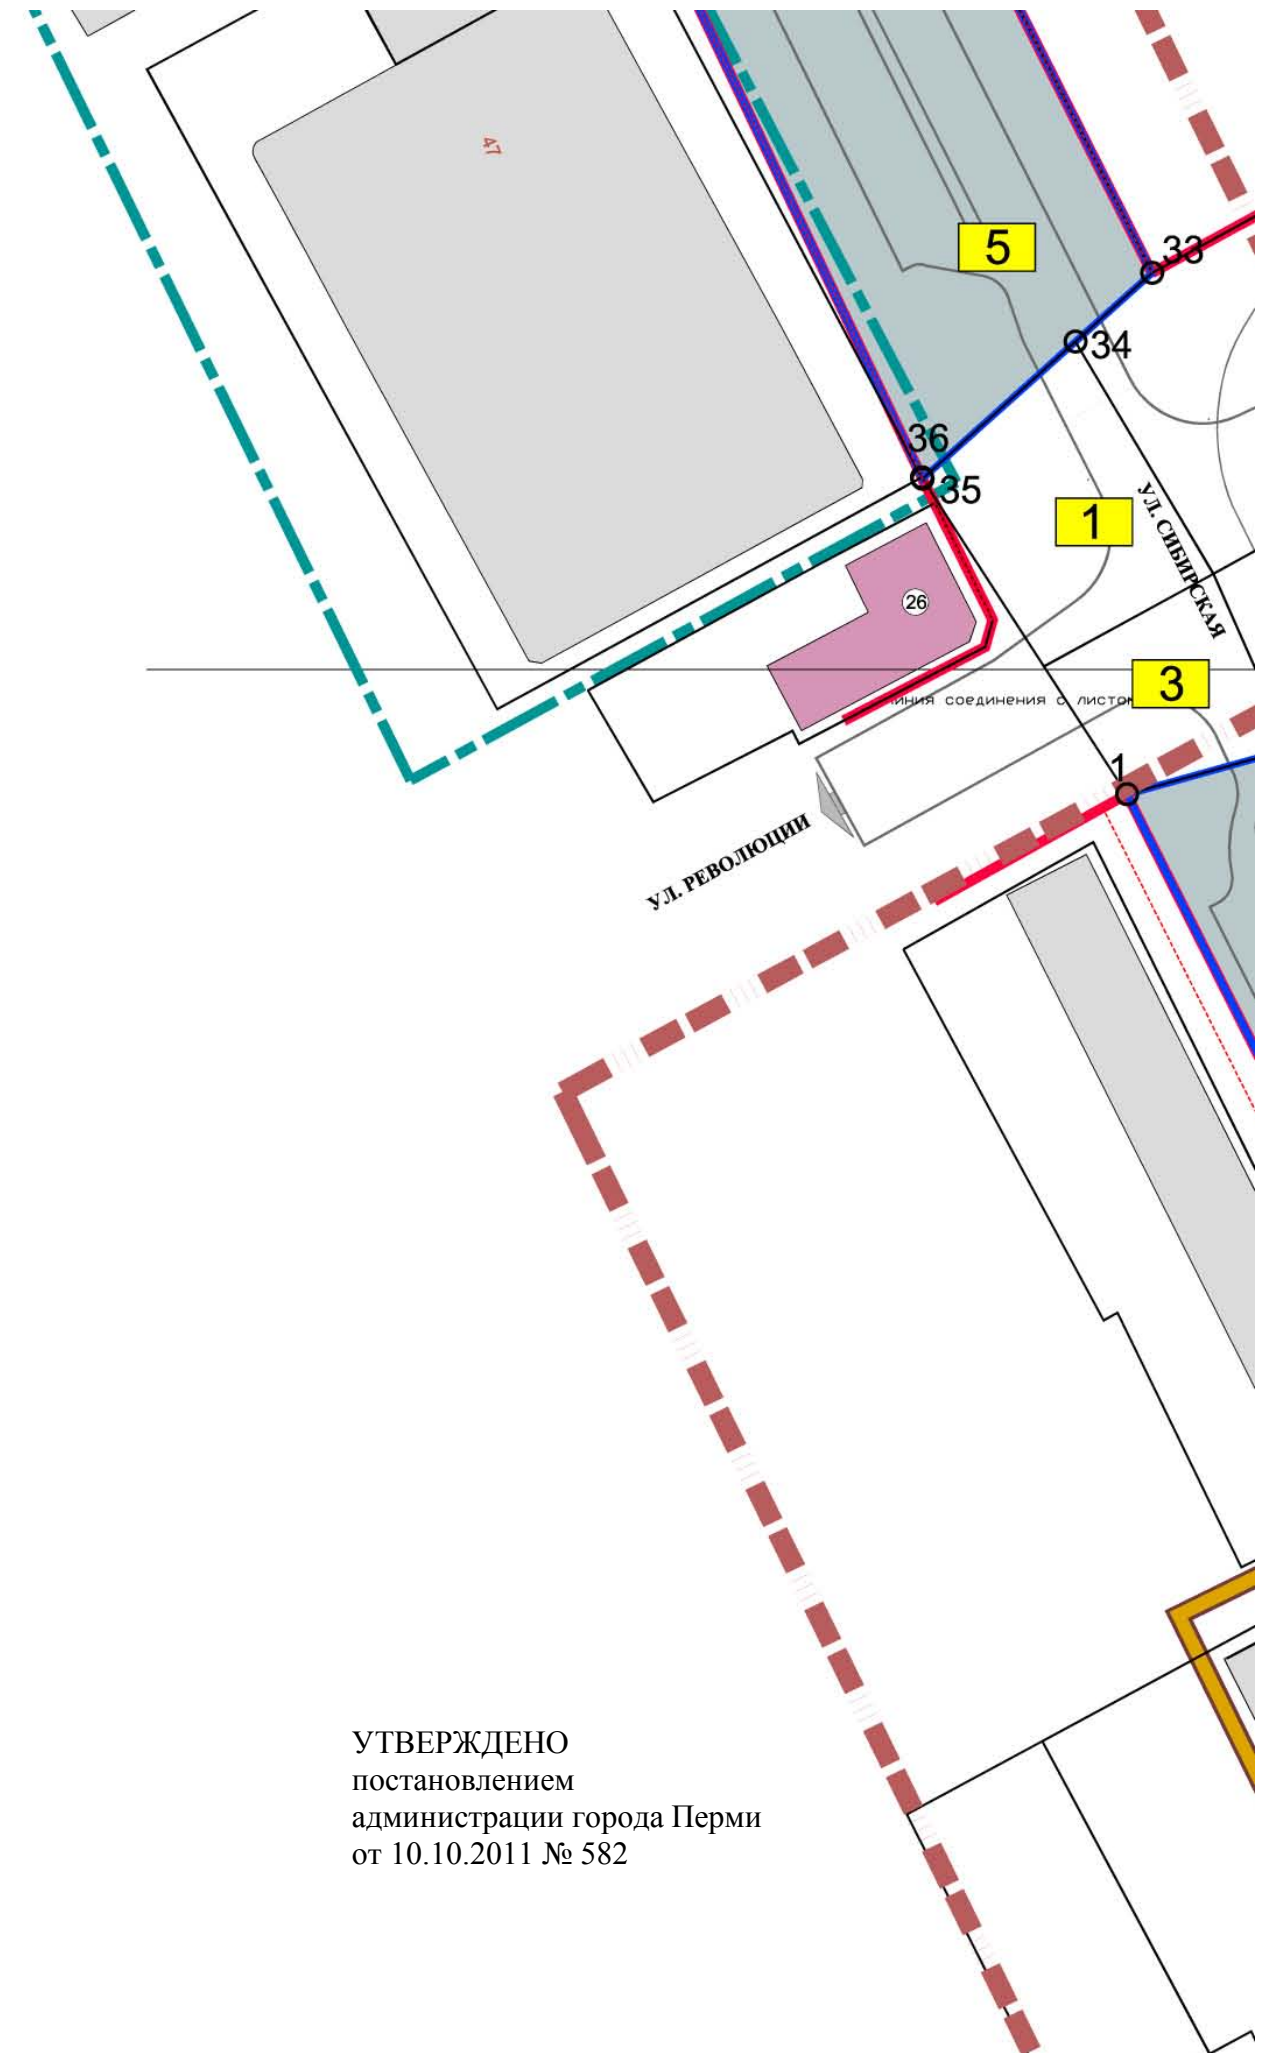 47
5
33
34
36
35
1
УЛ. СИБИРСКАЯ
26
3
линия соединения с листом
1
УЛ. РЕВОЛЮЦИИ
УТВЕРЖДЕНО
постановлением
администрации города Перми
от 10.10.2011 № 582